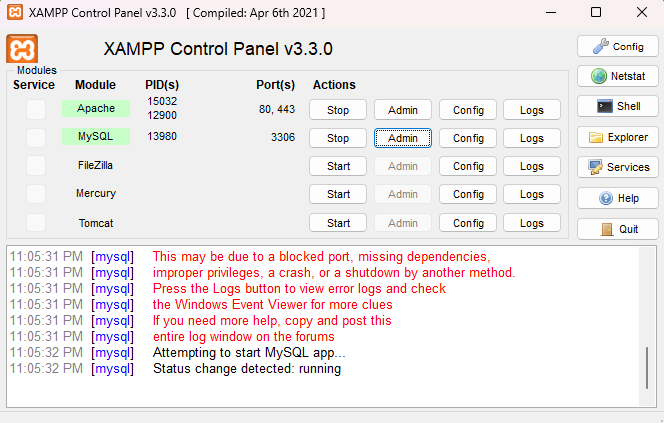 XAMPP Control Panel v3.3.0 [ Compiled: Apr 6th 2021 ]
XAMPP Control Panel v3.3.0
Config
Modules
Service Module PID(s) Port(s) Actions
Netstat
Apache 15032 12900 80, 443 Stop Admin Config Logs
Shell
MySQL 13980 3306 Stop Admin Config Logs
Explorer
FileZilla Start Admin Config Logs
Services
Mercury Start Admin Config Logs
Help
Tomcat Start Admin Config Logs
Quit
11:05:31 PM [mysql] This may be due to a blocked port, missing dependencies,
11:05:31 PM [mysql] improper privileges, a crash, or a shutdown by another method.
11:05:31 PM [mysql] Press the Logs button to view error logs and check
11:05:31 PM [mysql] the Windows Event Viewer for more clues
11:05:31 PM [mysql] If you need more help, copy and post this
11:05:31 PM [mysql] entire log window on the forums
11:05:32 PM [mysql] Attempting to start MySQL app...
11:05:32 PM [mysql] Status change detected: running